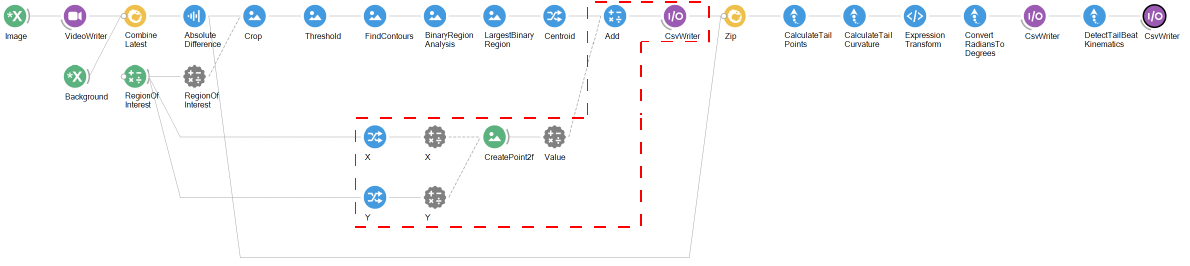 Image
VideoWriter
Combine
Latest
Absolute
Difference
Crop
Threshold
FindContours
BinaryRegion
Analysis
LargestBinary
Region
Centroid
Add
CsvWriter
Zip
CalculateTail
Points
CalculateTail
Curvature
Expression
Transform
Convert
RadiansTo
Degrees
CsvWriter
DetectTailBeat
Kinematics
CsvWriter
Background
RegionOf
Interest
RegionOf
Interest
X
X
CreatePoint2f
Value
Y
Y